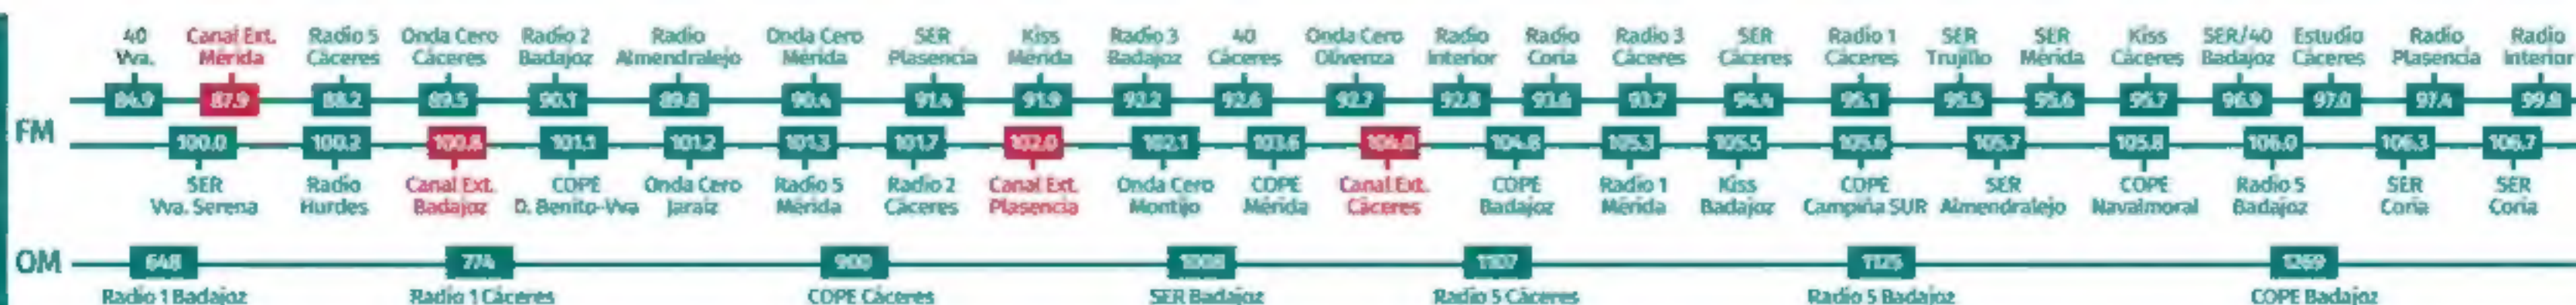 40 Canal Ext. Radio 5 Onda Cero Radio 2 Radio Onda Cero SER Kiss Radio 3 40 Onda Cero Radio Radio Radio 3 SER Radio 1 SER SER Kiss SER/40 Estudio Radio Radio
Vva. Mérida Cáceres Cáceres Badajoz Almendralejo Mérida Plasencia Mérida Badajoz Cáceres Olivenza Interior Coria Cáceres Cáceres Cáceres Trujillo Mérida Cáceres Badajoz Cáceres Plasencia Interior
84.9 87.9 88.2 89.5 90.1 89.8 90.4 91.4 91.9 92.2 92.6 92.7 92.8 93.6 93.7 94.4 95.1 95.5 95.6 95.7 96.9 97.0 97.4 99.8
FM
100.0 100.2 100.8 101.1 101.2 101.3 101.7 102.0 102.1 103.6 104.0 104.8 105.3 105.5 105.6 105.7 105.8 106.0 106.3 106.7
SER Radio Canal Ext. COPE Onda Cero Radio 5 Radio 2 Canal Ext. Onda Cero COPE Canal Ext. COPE Radio 1 Kiss COPE SER COPE Radio 5 SER SER
Vva. Serena Hurdes Badajoz D. Benito-Vva Jaraiz Mérida Cáceres Plasencia Montijo Mérida Cáceres Badajoz Mérida Badajoz Campiña SUR Almendralejo Navalmoral Badajoz Coria Coria
OM 648 774 900 1008 1107 1125 1269
Radio 1 Badajoz Radio 1 Cáceres COPE Cáceres SER Badajoz Radio 5 Cáceres Radio 5 Badajoz COPE Badajoz